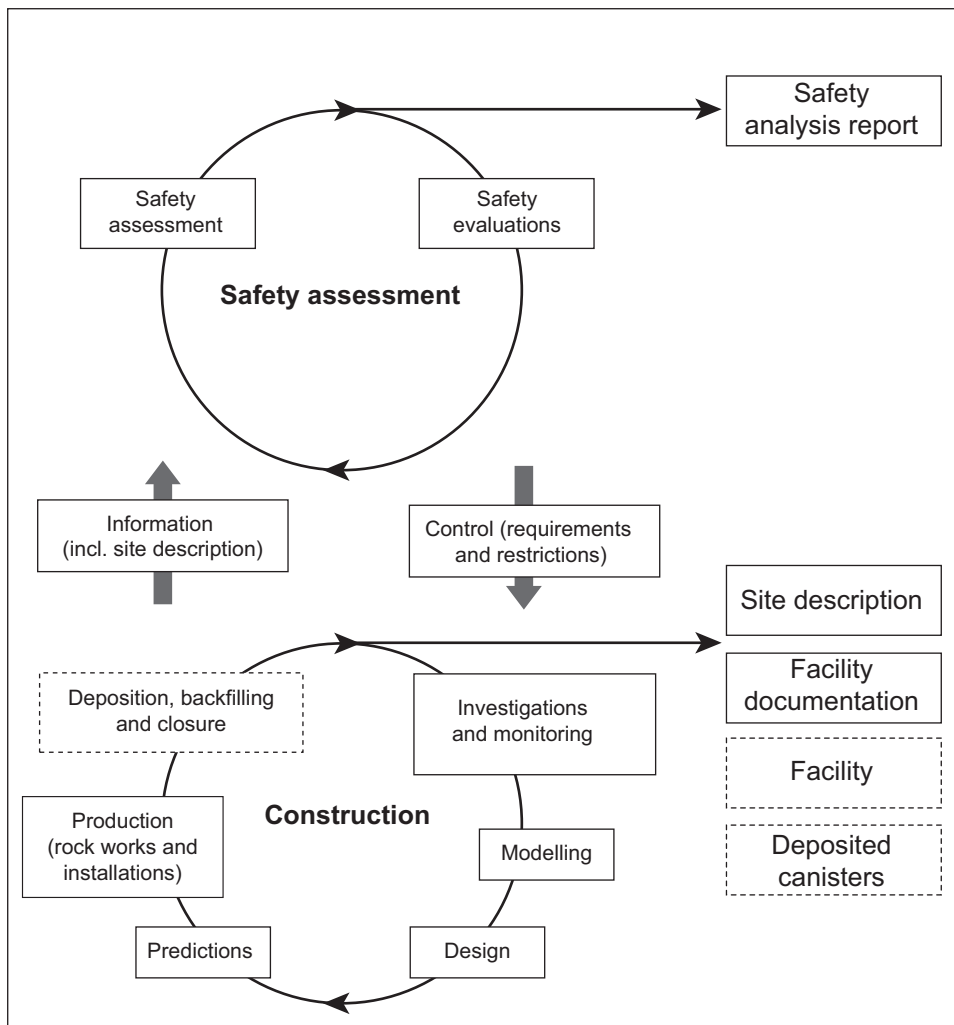 Safety
analysis report
Safety
assessment
Safety
evaluations
Safety assessment
Information
(incl. site description)
Control (requirements
and restrictions)
Site description
Facility
documentation
Facility
Deposited
canisters
Deposition, backfilling
and closure
Investigations
and monitoring
Construction
Production
(rock works and
installations)
Modelling
Predictions
Design